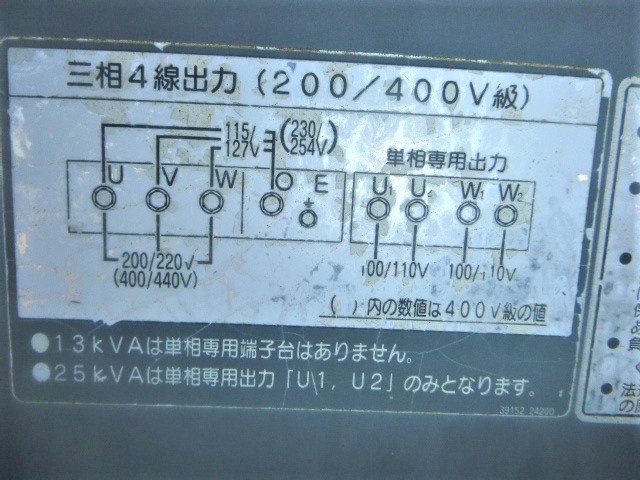 三相4線出力(200/400V級)
115/
127V
(230/
254V)
単相専用出力
U V W O E
U₁ U₂ W₁ W₂
200/220V
(400/440V)
100/110V 100/110V
( )内の数値は400V級の値
●13kVAは単相専用端子台はありません。
●25kVAは単相専用出力「U1, U2」のみとなります。
39152 24200